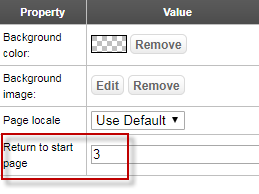 Property Value
Background
color: Remove
Background
image: Edit Remove
Page locale Use Default
Return to start
page 3